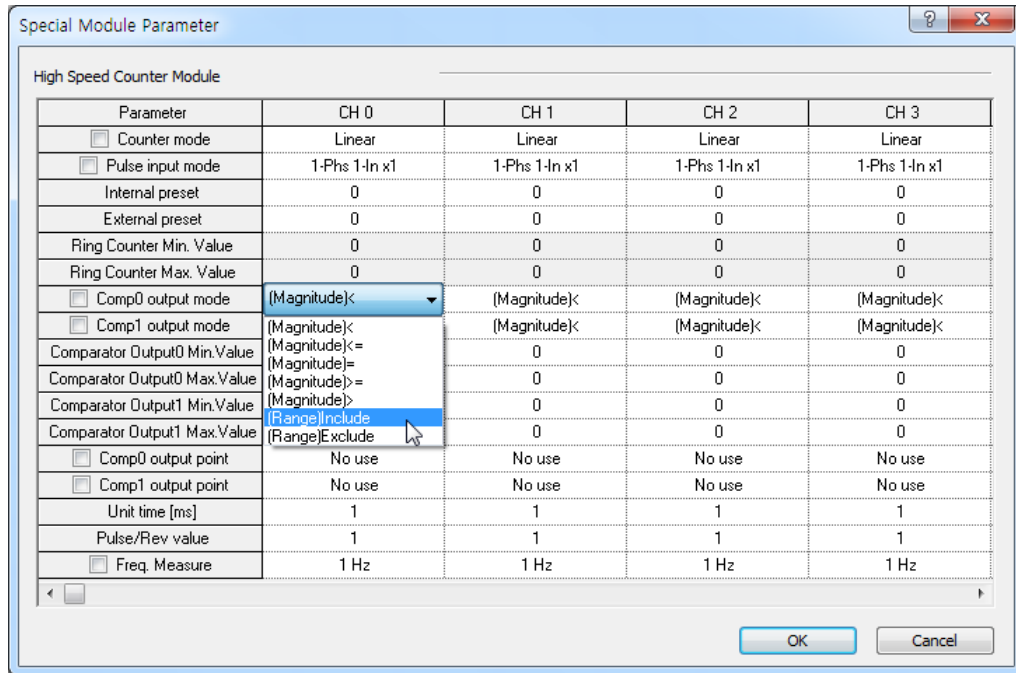 Special Module Parameter
High Speed Counter Module
Parameter CH 0 CH 1 CH 2 CH 3
Counter mode Linear Linear Linear Linear
Pulse input mode 1-Phs 1-In x1 1-Phs 1-In x1 1-Phs 1-In x1 1-Phs 1-In x1
Internal preset 0 0 0 0
External preset 0 0 0 0
Ring Counter Min. Value 0 0 0 0
Ring Counter Max. Value 0 0 0 0
Comp0 output mode (Magnitude)< (Magnitude)< (Magnitude)< (Magnitude)<
Comp1 output mode (Magnitude)< (Magnitude)< (Magnitude)<
(Magnitude)<
(Magnitude)<=
(Magnitude)=
(Magnitude)>=
(Magnitude)>
(Range)Include
(Range)Exclude
Comparator Output0 Min.Value 0 0 0
Comparator Output0 Max.Value 0 0 0
Comparator Output1 Min.Value 0 0 0
Comparator Output1 Max.Value 0 0 0
Comp0 output point No use No use No use No use
Comp1 output point No use No use No use No use
Unit time [ms] 1 1 1 1
Pulse/Rev value 1 1 1 1
Freq. Measure 1 Hz 1 Hz 1 Hz 1 Hz
OK Cancel